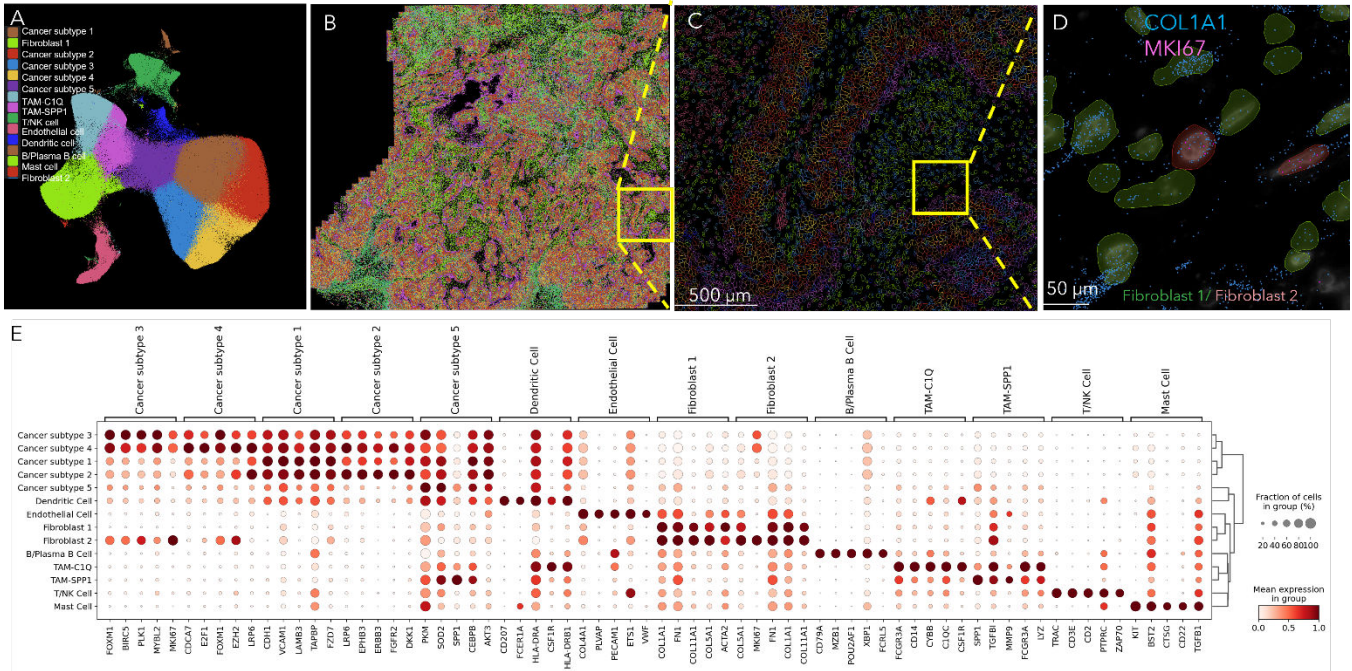 A
Cancer subtype 1
Fibroblast 1
Cancer subtype 2
Cancer subtype 3
Cancer subtype 4
Cancer subtype 5
TAM-C1Q
TAM-SPP1
T/NK cell
Endothelial cell
Dendritic cell
B/Plasma B cell
Mast cell
Fibroblast 2
B
C
500 μm
D
COL1A1
MKI67
50 μm
Fibroblast 1/ Fibroblast 2
E
Cancer subtype 3
Cancer subtype 4
Cancer subtype 1
Cancer subtype 2
Cancer subtype 5
Dendritic Cell
Endothelial Cell
Fibroblast 1
Fibroblast 2
B/Plasma B Cell
TAM-C1Q
TAM-SPP1
T/NK Cell
Mast Cell
Cancer subtype 3
Cancer subtype 4
Cancer subtype 1
Cancer subtype 2
Cancer subtype 5
Dendritic Cell
Endothelial Cell
Fibroblast 1
Fibroblast 2
B/Plasma B Cell
TAM-C1Q
TAM-SPP1
T/NK Cell
Mast Cell
FOXM1
BIRC5
PLK1
MYBL2
MKI67
CDCA7
E2F1
FOXM1
EZH2
LRP6
CDH1
VCAM1
LAMB3
TAPBP
FZD7
LRP6
EPHB3
ERBB3
FGFR2
DKK1
PKM
SOD2
SPP1
CEBPB
AKT3
CD207
FCER1A
HLA-DRA
CSF1R
HLA-DRB1
COL4A1
PLVAP
PECAM1
ETS1
VWF
COL1A1
FN1
COL11A1
COL5A1
ACTA2
COL5A1
MKI67
FN1
COL1A1
COL11A1
CD79A
MZB1
POU2AF1
XBP1
FCRL5
FCGR3A
CD14
CYBB
C1QC
CSF1R
SPP1
TGFBI
MMP9
FCGR3A
LYZ
TRAC
CD3E
CD2
PTPRC
ZAP70
KIT
BST2
CTSG
CD22
TGFB1
Fraction of cells
in group (%)
20 40 60 80 100
Mean expression
in group
0.0 0.5 1.0